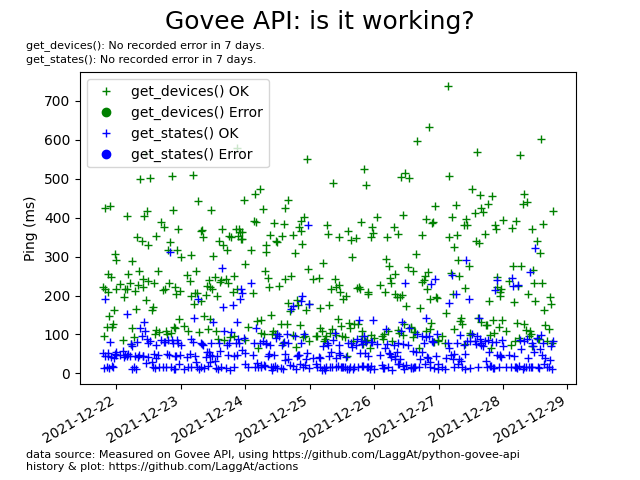 Govee API: is it working?
get_devices(): No recorded error in 7 days.
get_states(): No recorded error in 7 days.
get_devices() OK
get_devices() Error
get_states() OK
get_states() Error
Ping (ms)
700
600
500
400
300
200
100
0
2021-12-22
2021-12-23
2021-12-24
2021-12-25
2021-12-26
2021-12-27
2021-12-28
2021-12-29
data source: Measured on Govee API, using https://github.com/LaggAt/python-govee-api
history & plot: https://github.com/LaggAt/actions